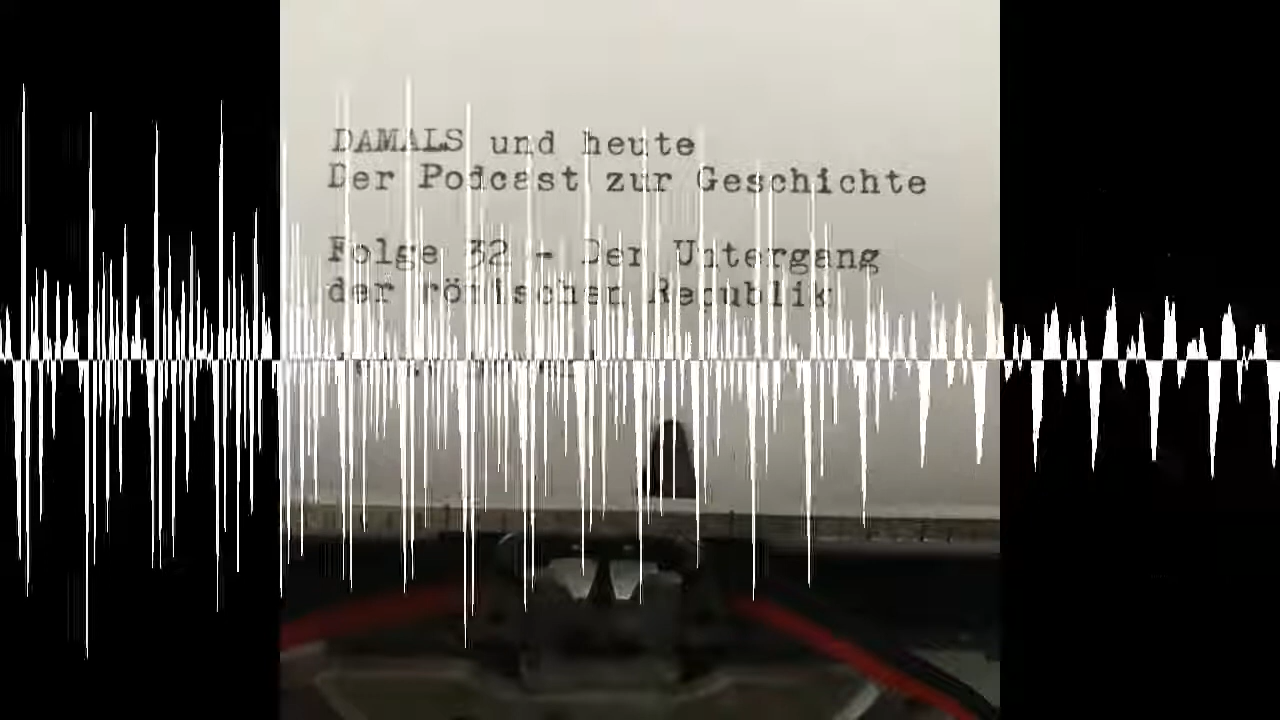 DAMALS und heute
Der Podcast zur Geschichte
Folge 32 - Der Untergang
der römischen Republik